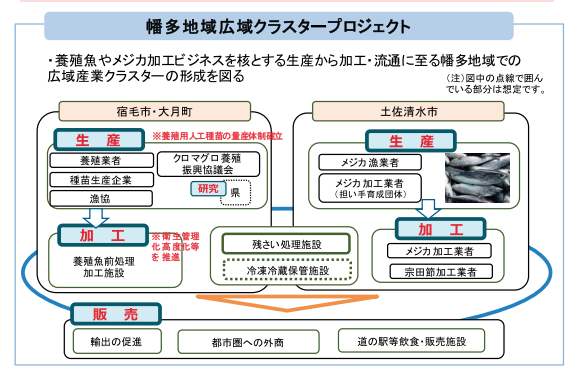 幡多地域広域クラスタープロジェクト
・養殖魚やメジカ加工ビジネスを核とする生産から加工・流通に至る幡多地域での
広域産業クラスターの形成を図る
（注）図中の点線で囲ん
でいる部分は想定です。
宿毛市・大月町
生　産
※養殖用人工種苗の量産体制確立
養殖業者
種苗生産企業
漁協
クロマグロ養殖
振興協議会
研究
県
加　工
※衛生管理
化高度化等
を推進
養殖魚前処理
加工施設
土佐清水市
生　産
メジカ漁業者
メジカ加工業者
（担い手育成団体）
加　工
メジカ加工業者
宗田節加工業者
残さい処理施設
冷凍冷蔵保管施設
販　売
輸出の促進
都市圏への外商
道の駅等飲食・販売施設